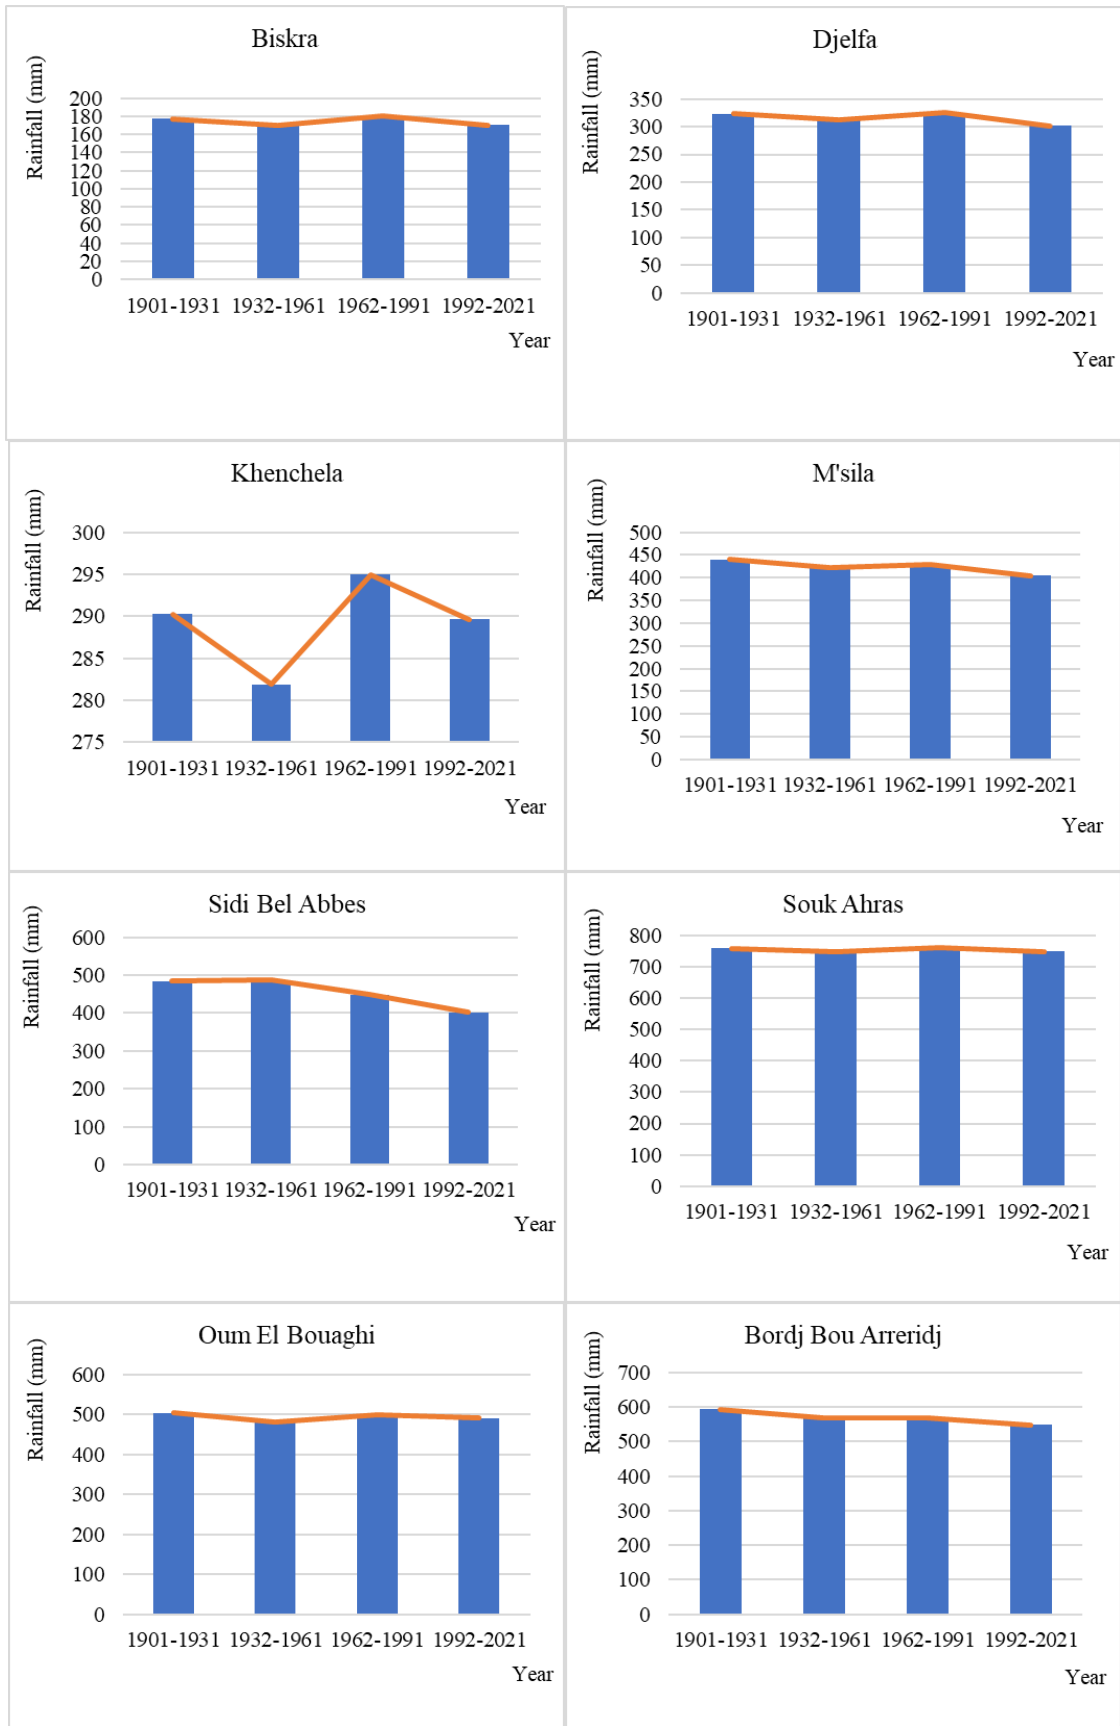 Biskra
Rainfall (mm)
200
180
160
140
120
100
80
60
40
20
0
1901-1931 1932-1961 1962-1991 1992-2021
Year
Djelfa
Rainfall (mm)
350
300
250
200
150
100
50
0
1901-1931 1932-1961 1962-1991 1992-2021
Year
Khenchela
Rainfall (mm)
300
295
290
285
280
275
1901-1931 1932-1961 1962-1991 1992-2021
Year
M'sila
Rainfall (mm)
500
450
400
350
300
250
200
150
100
50
0
1901-1931 1932-1961 1962-1991 1992-2021
Year
Sidi Bel Abbes
Rainfall (mm)
600
500
400
300
200
100
0
1901-1931 1932-1961 1962-1991 1992-2021
Year
Souk Ahras
Rainfall (mm)
800
700
600
500
400
300
200
100
0
1901-1931 1932-1961 1962-1991 1992-2021
Year
Oum El Bouaghi
Rainfall (mm)
600
500
400
300
200
100
0
1901-1931 1932-1961 1962-1991 1992-2021
Year
Bordj Bou Arreridj
Rainfall (mm)
700
600
500
400
300
200
100
0
1901-1931 1932-1961 1962-1991 1992-2021
Year